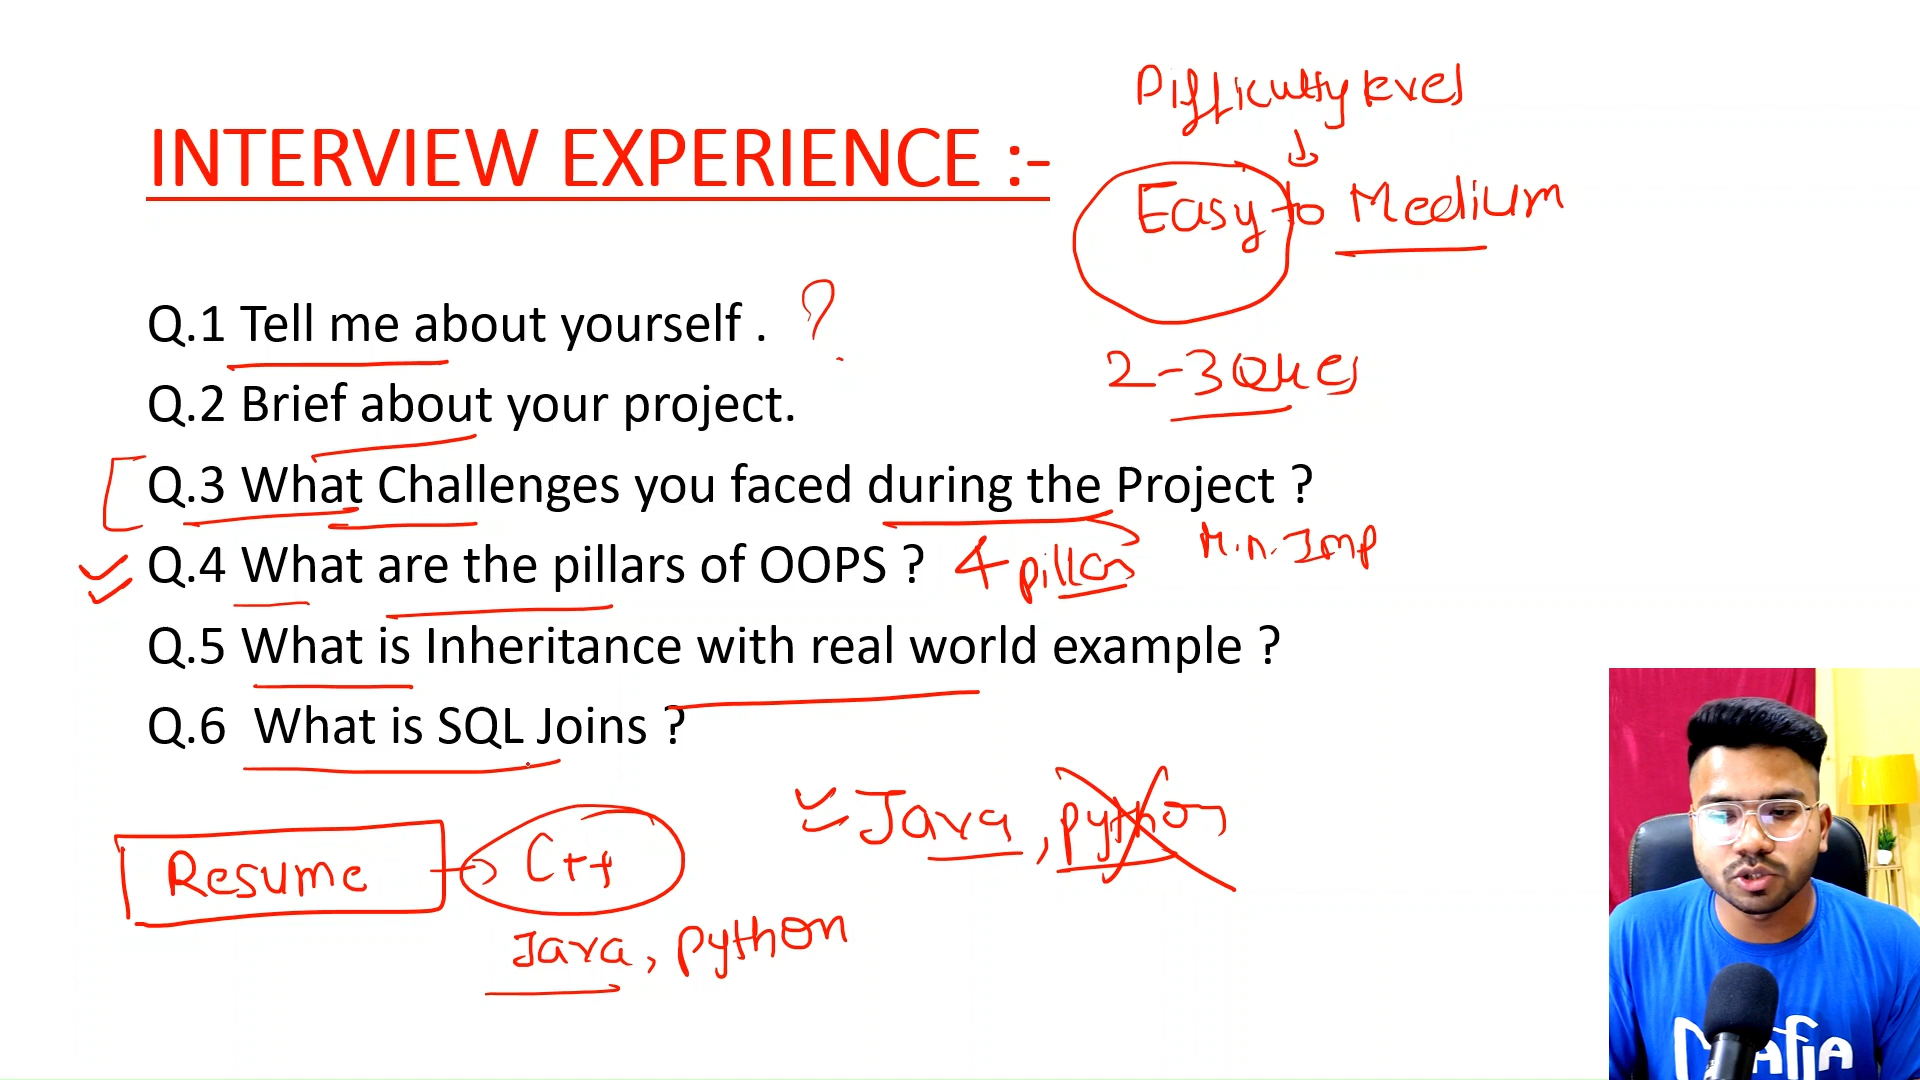 Difficulty level
INTERVIEW EXPERIENCE :-
Easy to Medium
Q.1 Tell me about yourself . ?
2-3 Ques
Q.2 Brief about your project.
Q.3 What Challenges you faced during the Project ?
Q.4 What are the pillars of OOPS ? 4 pillars
Imp
Q.5 What is Inheritance with real world example ?
Q.6 What is SQL Joins ?
Java, python
Resume → C++
Java, python
Mafia